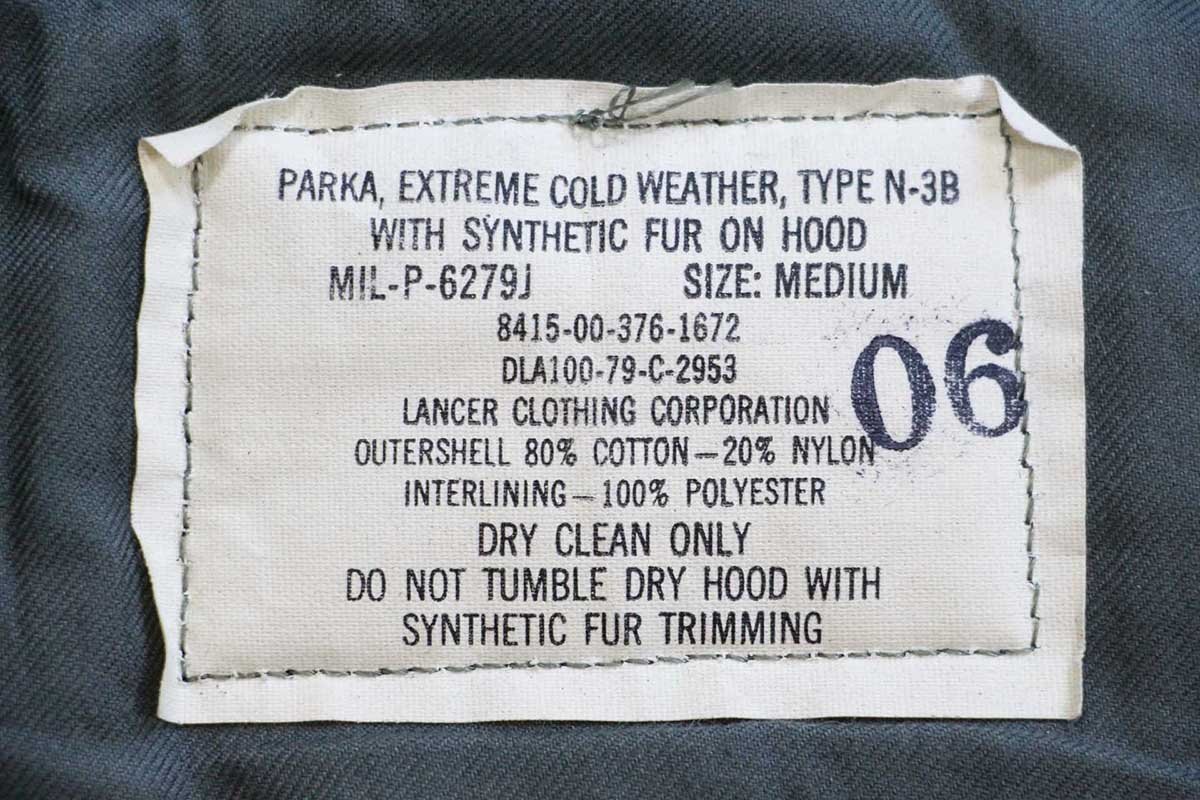 PARKA, EXTREME COLD WEATHER, TYPE N-3B
WITH SYNTHETIC FUR ON HOOD
MIL-P-6279J SIZE: MEDIUM
8415-00-376-1672
DLA100-79-C-2953
06
LANCER CLOTHING CORPORATION
OUTERSHELL 80% COTTON—20% NYLON
INTERLINING—100% POLYESTER
DRY CLEAN ONLY
DO NOT TUMBLE DRY HOOD WITH
SYNTHETIC FUR TRIMMING